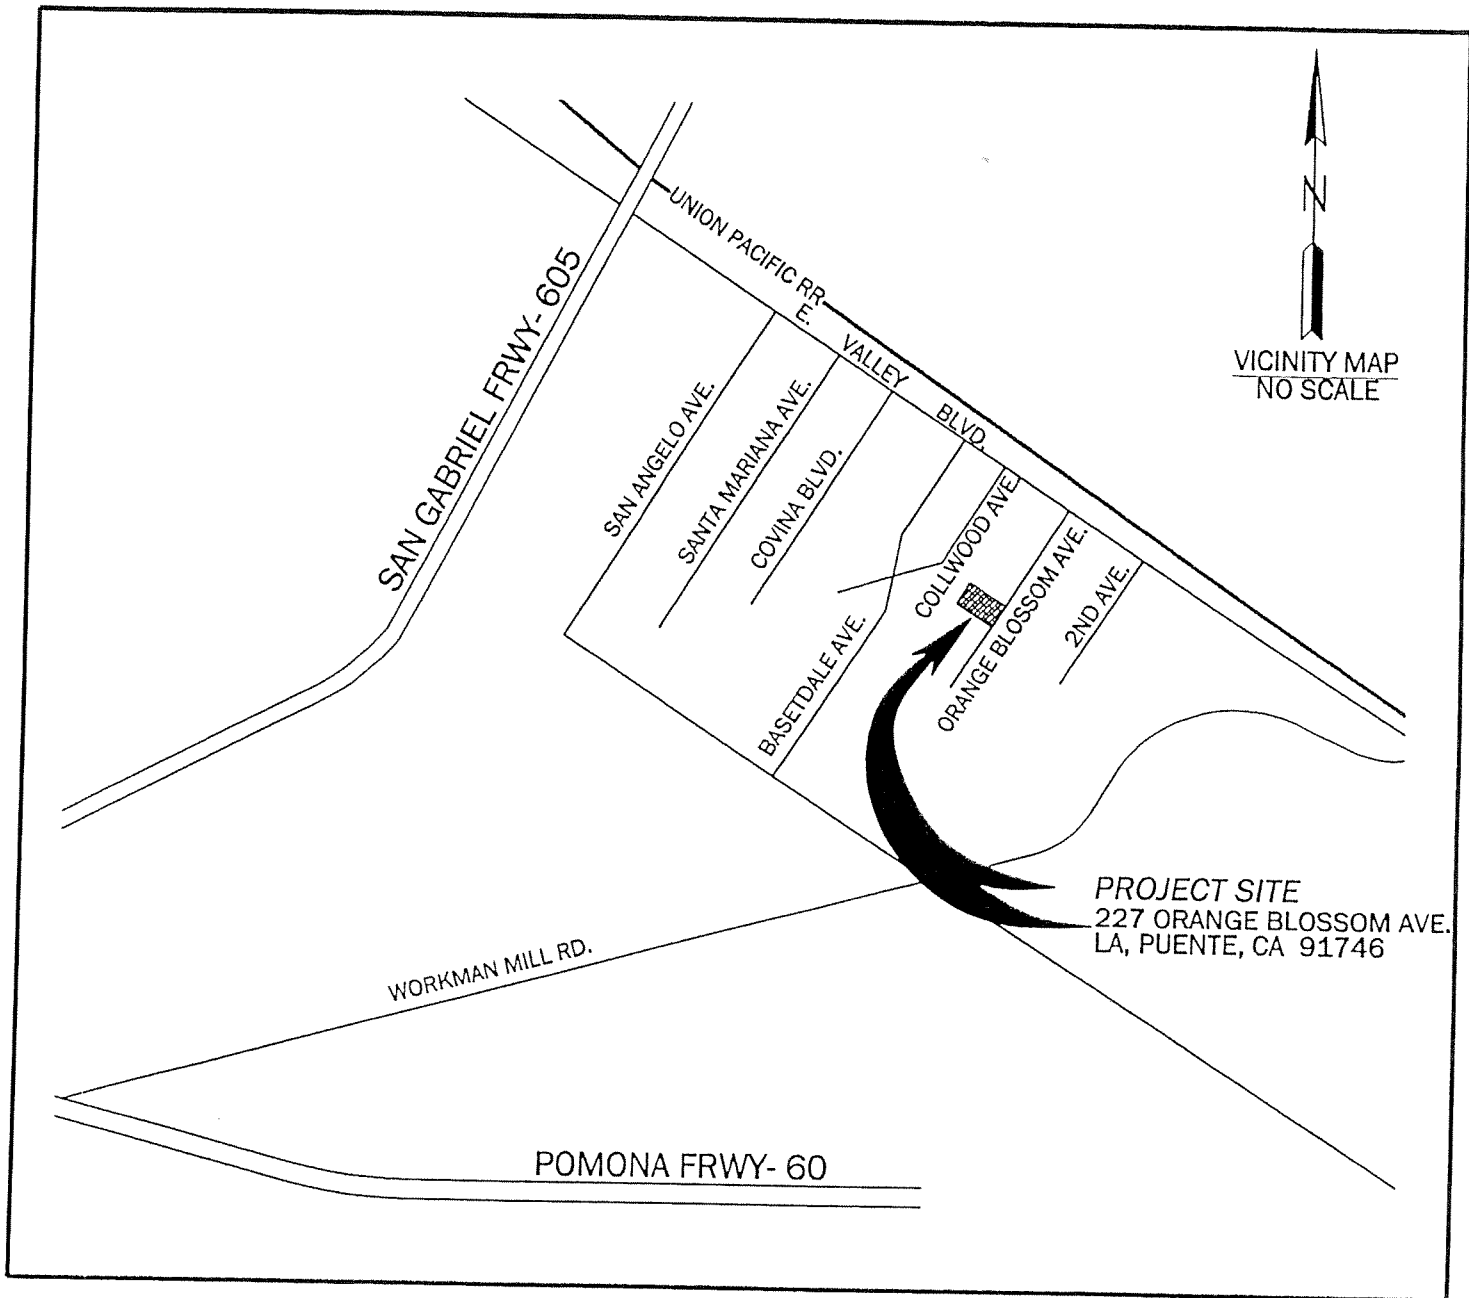 UNION PACIFIC RR
E. VALLEY BLVD.
SAN GABRIEL FRWY- 605
N
VICINITY MAP
NO SCALE
SAN ANGELO AVE.
SANTA MARIANA AVE.
COVINA BLVD.
BASETDALE AVE.
COLLWOOD AVE.
ORANGE BLOSSOM AVE.
2ND AVE.
PROJECT SITE
227 ORANGE BLOSSOM AVE.
LA, PUENTE, CA 91746
WORKMAN MILL RD.
POMONA FRWY- 60